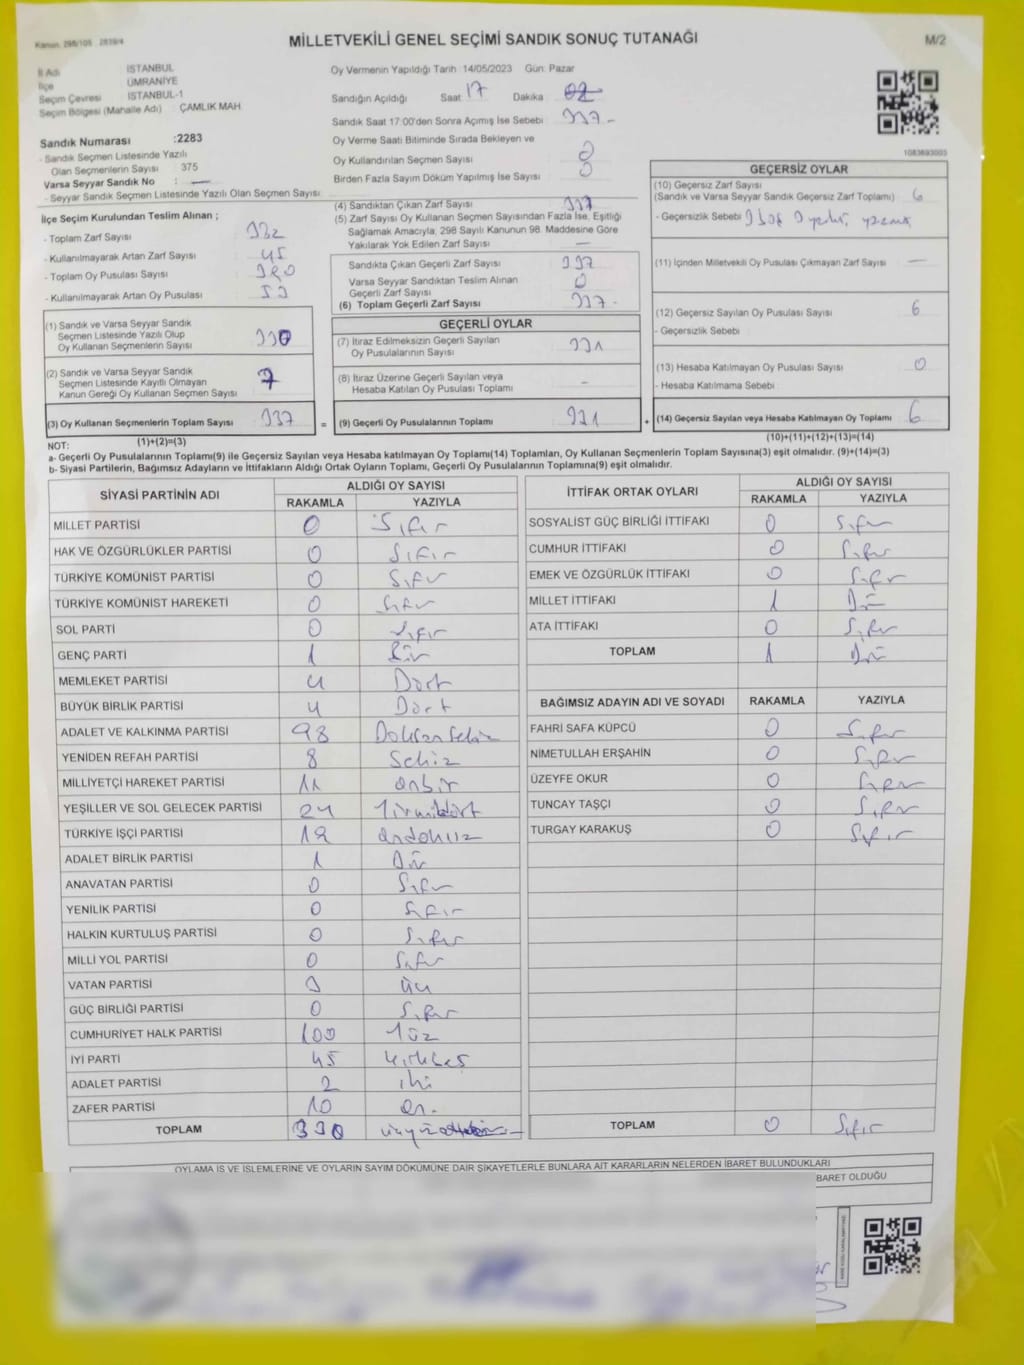 Kanun: 298/105 2839/4
MİLLETVEKİLİ GENEL SEÇİMİ SANDIK SONUÇ TUTANAĞI
M/2
İl Adı İSTANBUL
İlçe ÜMRANİYE
Seçim Çevresi İSTANBUL-1
Seçim Bölgesi (Mahalle Adı) : ÇAMLIK MAH
Sandık Numarası :2283
- Sandık Seçmen Listesinde Yazılı
Olan Seçmenlerin Sayısı : 375
Varsa Seyyar Sandık No : —
- Seyyar Sandık Seçmen Listesinde Yazılı Olan Seçmen Sayısı
Oy Vermenin Yapıldığı Tarih :14/05/2023 Gün: Pazar
Sandığın Açıldığı Saat 17 Dakika 02
Sandık Saat 17:00'den Sonra Açımış İse Sebebi
Oy Verme Saati Bitiminde Sırada Bekleyen ve
Oy Kullandırılan Seçmen Sayısı 0
Birden Fazla Sayım Döküm Yapılmış İse Sayısı 0
1083693003
İlçe Seçim Kurulundan Teslim Alınan ;
- Toplam Zarf Sayısı
- Kullanılmayarak Artan Zarf Sayısı 45
- Toplam Oy Pusulası Sayısı
- Kullanılmayarak Artan Oy Pusulası
(1) Sandık ve Varsa Seyyar Sandık
Seçmen Listesinde Yazılı Olup
Oy Kullanan Seçmenlerin Sayısı 330
(2) Sandık ve Varsa Seyyar Sandık
Seçmen Listesinde Kayıtlı Olmayan
Kanun Gereği Oy Kullanan Seçmen Sayısı 7
(3) Oy Kullanan Seçmenlerin Toplam Sayısı 337
(1)+(2)=(3)
(4) Sandıktan Çıkan Zarf Sayısı 337
(5) Zarf Sayısı Oy Kullanan Seçmen Sayısından Fazla İse, Eşitliği
Sağlamak Amacıyla, 298 Sayılı Kanunun 98. Maddesine Göre
Yakılarak Yok Edilen Zarf Sayısı —
Sandıkta Çıkan Geçerli Zarf Sayısı 337
Varsa Seyyar Sandıktan Teslim Alınan
Geçerli Zarf Sayısı 0
(6) Toplam Geçerli Zarf Sayısı 337
GEÇERLİ OYLAR
(7) İtiraz Edilmeksizin Geçerli Sayılan
Oy Pusulalarının Sayısı 331
(8) İtiraz Üzerine Geçerli Sayılan veya
Hesaba Katılan Oy Pusulası Toplamı —
= (9) Geçerli Oy Pusulalarının Toplamı 331
GEÇERSİZ OYLAR
(10) Geçersiz Zarf Sayısı
(Sandık ve Varsa Seyyar Sandık Geçersiz Zarf Toplamı) 6
- Geçersizlik Sebebi
(11) İçinden Milletvekili Oy Pusulası Çıkmayan Zarf Sayısı —
(12) Geçersiz Sayılan Oy Pusulası Sayısı 6
- Geçersizlik Sebebi
(13) Hesaba Katılmayan Oy Pusulası Sayısı 0
- Hesaba Katılmama Sebebi
+ (14) Geçersiz Sayılan veya Hesaba Katılmayan Oy Toplamı 6
(10)+(11)+(12)+(13)=(14)
NOT:
a- Geçerli Oy Pusulalarının Toplamı(9) ile Geçersiz Sayılan veya Hesaba katılmayan Oy Toplamı(14) Toplamları, Oy Kullanan Seçmenlerin Toplam Sayısına(3) eşit olmalıdır. (9)+(14)=(3)
b- Siyasi Partilerin, Bağımsız Adayların ve İttifakların Aldığı Ortak Oyların Toplamı, Geçerli Oy Pusulalarının Toplamına(9) eşit olmalıdır.
SİYASİ PARTİNİN ADI
ALDIĞI OY SAYISI
RAKAMLA YAZIYLA
MİLLET PARTİSİ 0 Sıfır
HAK VE ÖZGÜRLÜKLER PARTİSİ 0 Sıfır
TÜRKİYE KOMÜNİST PARTİSİ 0 Sıfır
TÜRKİYE KOMÜNİST HAREKETİ 0 Sıfır
SOL PARTİ 0 Sıfır
GENÇ PARTİ 1 Bir
MEMLEKET PARTİSİ 4 Dört
BÜYÜK BİRLİK PARTİSİ 4 Dört
ADALET VE KALKINMA PARTİSİ 98 Doksan Sekiz
YENİDEN REFAH PARTİSİ 8 Sekiz
MİLLİYETÇİ HAREKET PARTİSİ 11 onbir
YEŞİLLER VE SOL GELECEK PARTİSİ 24 Yirmidört
TÜRKİYE İŞÇİ PARTİSİ 19 ondokuz
ADALET BİRLİK PARTİSİ 1 Bir
ANAVATAN PARTİSİ 0 Sıfır
YENİLİK PARTİSİ 0 Sıfır
HALKIN KURTULUŞ PARTİSİ 0 Sıfır
MİLLİ YOL PARTİSİ 0 Sıfır
VATAN PARTİSİ 3 üç
GÜÇ BİRLİĞİ PARTİSİ 0 Sıfır
CUMHURİYET HALK PARTİSİ 100 Yüz
İYİ PARTİ 45 kırkbeş
ADALET PARTİSİ 2 iki
ZAFER PARTİSİ 10 on.
TOPLAM 330
İTTİFAK ORTAK OYLARI
ALDIĞI OY SAYISI
RAKAMLA YAZIYLA
SOSYALİST GÜÇ BİRLİĞİ İTTİFAKI 0 Sıfır
CUMHUR İTTİFAKI 0 Sıfır
EMEK VE ÖZGÜRLÜK İTTİFAKI 0 Sıfır
MİLLET İTTİFAKI 1 Bir
ATA İTTİFAKI 0 Sıfır
TOPLAM 1 Bir
BAĞIMSIZ ADAYIN ADI VE SOYADI RAKAMLA YAZIYLA
FAHRİ SAFA KÜPCÜ 0 Sıfır
NİMETULLAH ERŞAHİN 0 Sıfır
ÜZEYFE OKUR 0 Sıfır
TUNCAY TAŞÇI 0 Sıfır
TURGAY KARAKUŞ 0 Sıfır
TOPLAM 0 Sıfır
OYLAMA İŞ VE İŞLEMLERİNE VE OYLARIN SAYIM DÖKÜMÜNE DAİR ŞİKAYETLERLE BUNLARA AİT KARARLARIN NELERDEN İBARET BULUNDUKLARI
BARET OLDUĞU